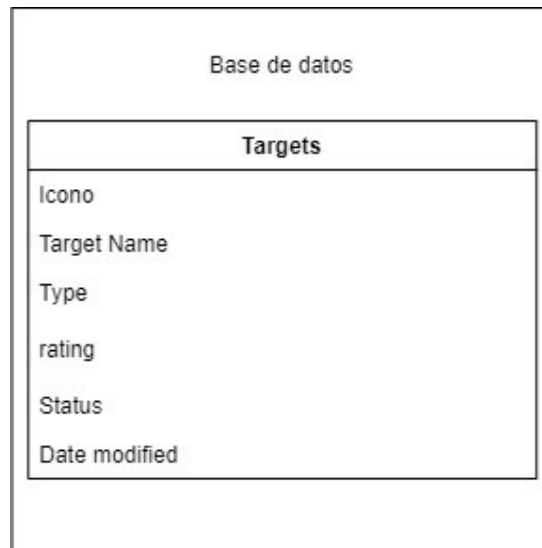 Base de datos
Targets
Icono
Target Name
Type
rating
Status
Date modified